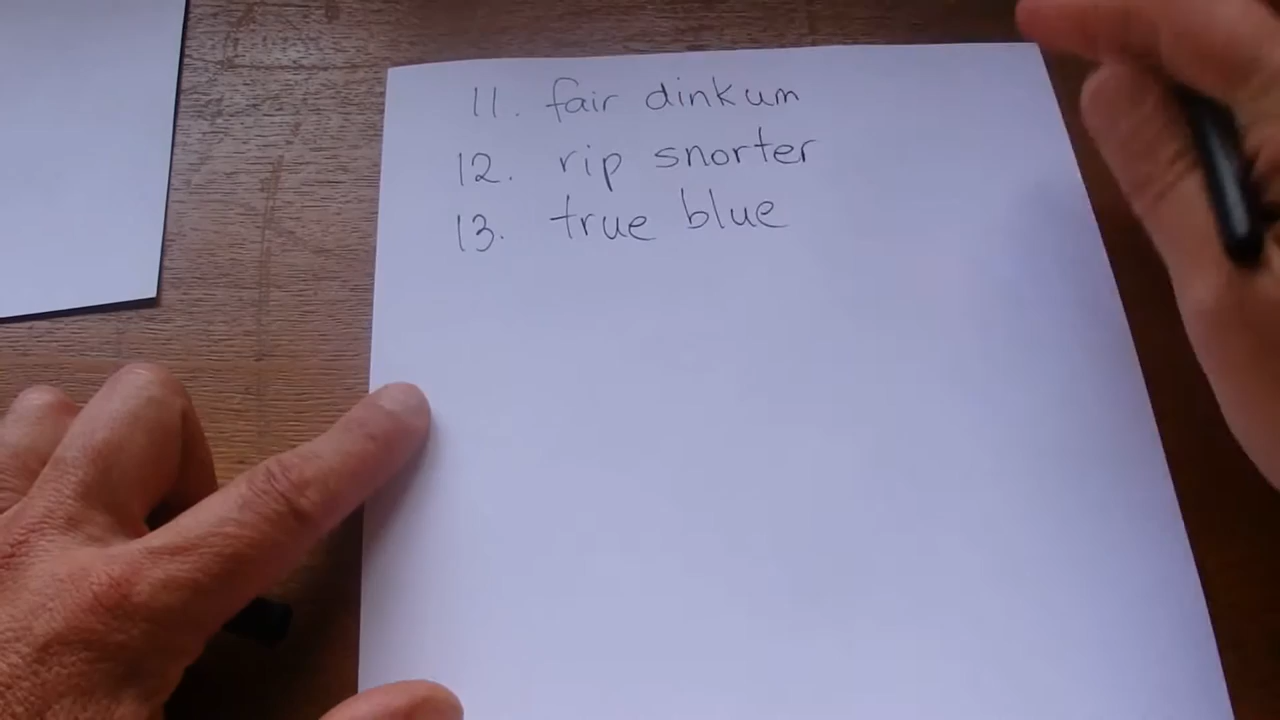 11. fair dinkum
12. rip snorter
13. true blue